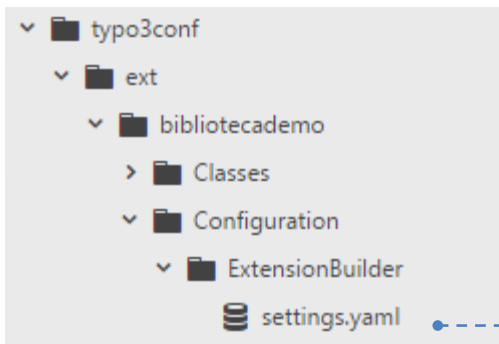 typo3conf
ext
bibliotecademo
Classes
Configuration
ExtensionBuilder
settings.yaml